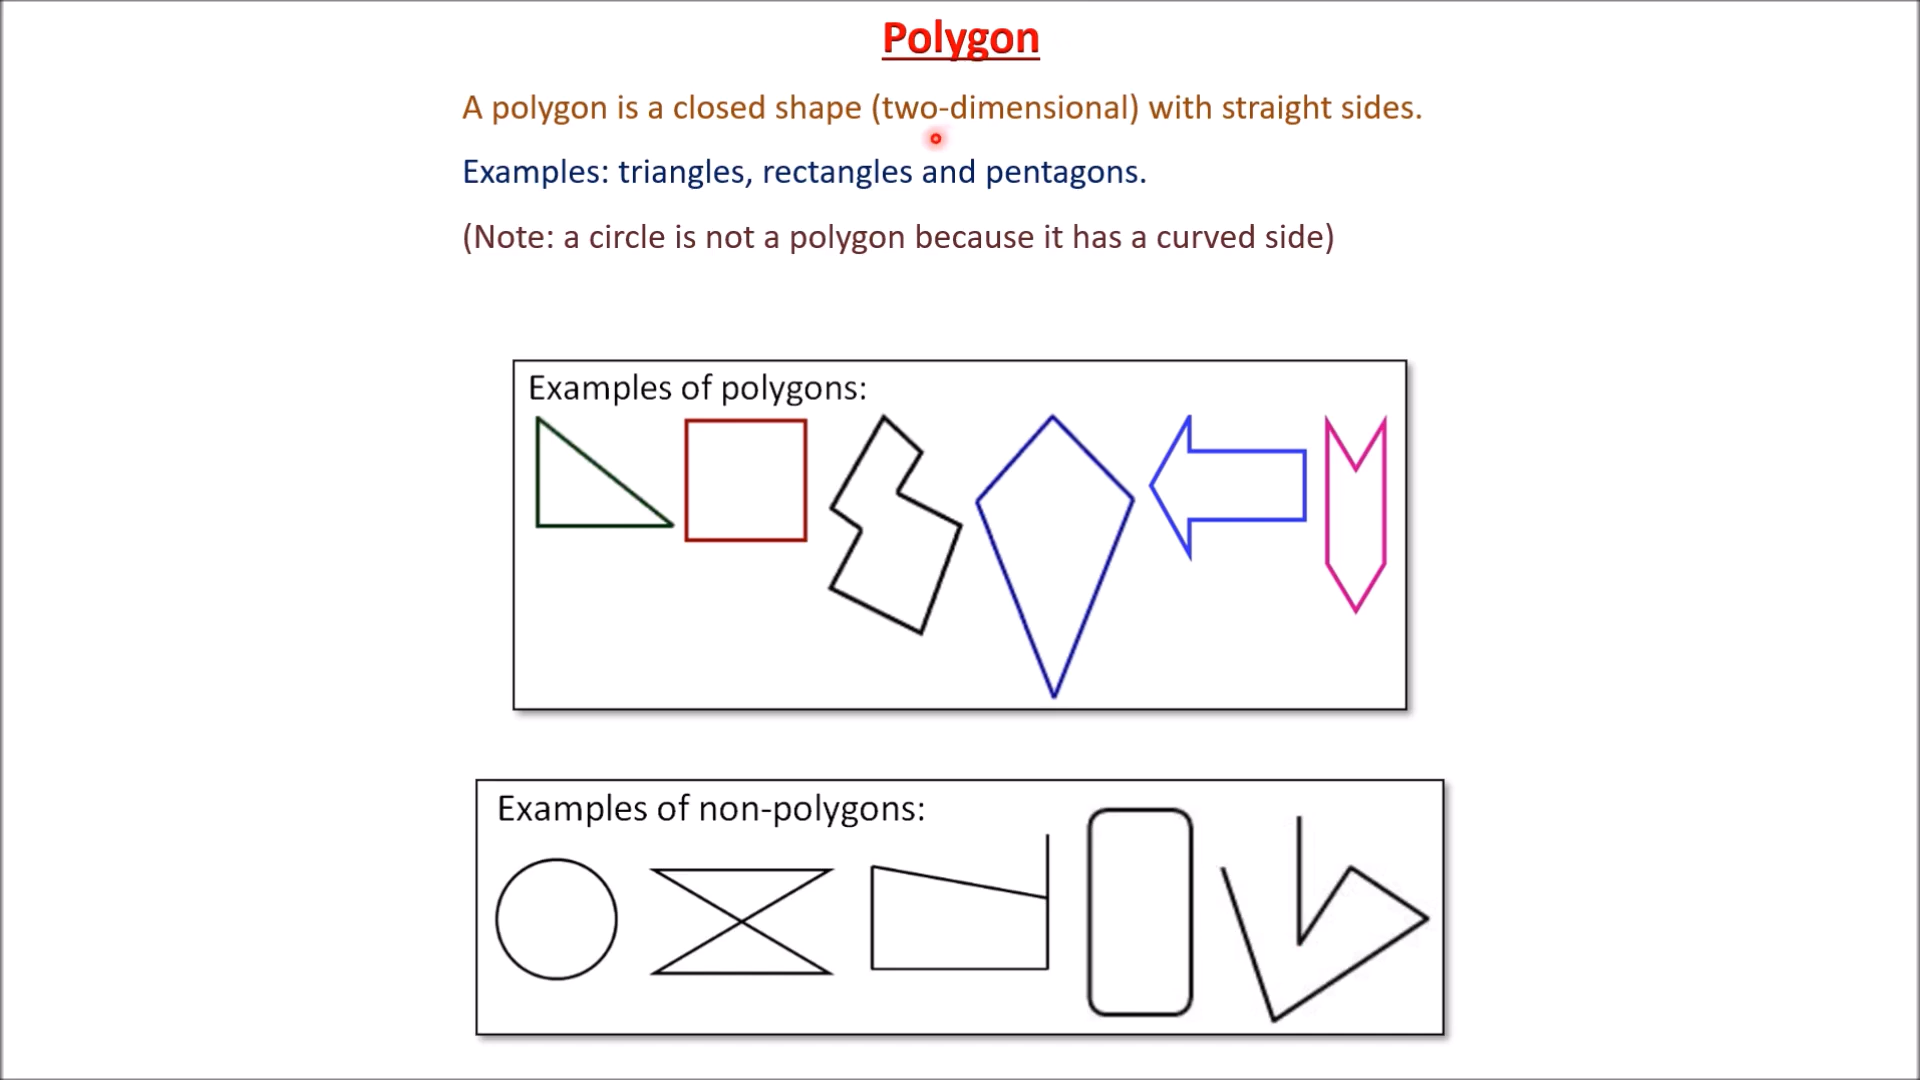 Polygon
A polygon is a closed shape (two-dimensional) with straight sides.
Examples: triangles, rectangles and pentagons.
(Note: a circle is not a polygon because it has a curved side)
Examples of polygons:
Examples of non-polygons: